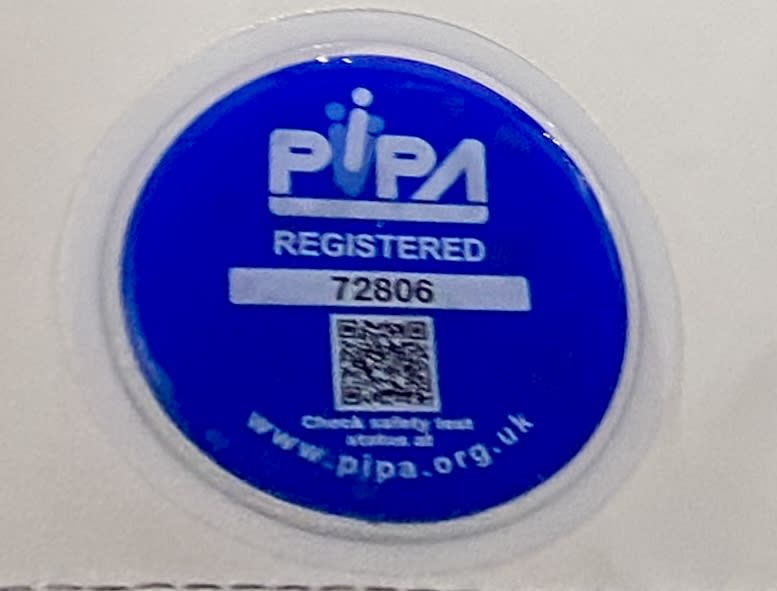 PIPA
REGISTERED
72806
Check safety test
status at
www.pipa.org.uk